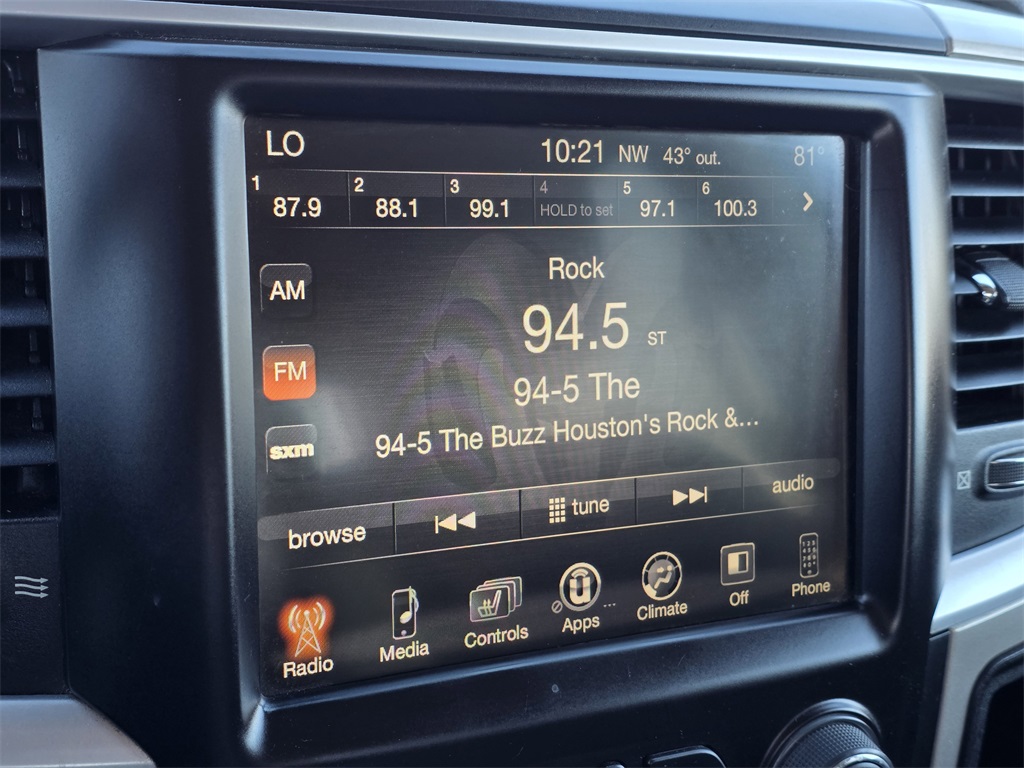 LO 10:21 NW 43° out. 81°
1 87.9 2 88.1 3 99.1 4 HOLD to set 5 97.1 6 100.3 >
Rock
AM
94.5 ST
FM
94-5 The
94-5 The Buzz Houston's Rock &...
sxm
browse tune audio
Radio Media Controls Apps ... Climate Off Phone